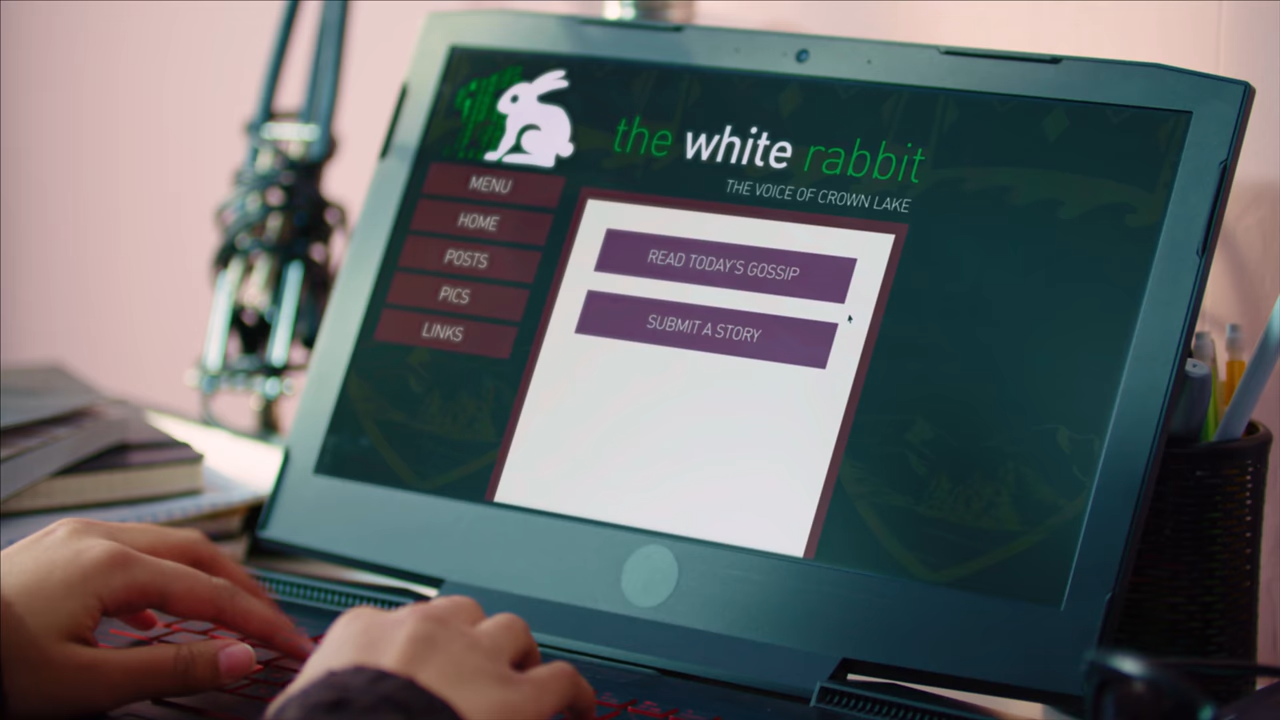 the white rabbit
THE VOICE OF CROWN LAKE
MENU
HOME
POSTS
PICS
LINKS
READ TODAY'S GOSSIP
SUBMIT A STORY